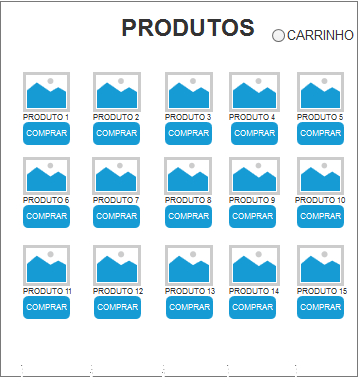 PRODUTOS
CARRINHO
PRODUTO 1 PRODUTO 2 PRODUTO 3 PRODUTO 4 PRODUTO 5
COMPRAR COMPRAR COMPRAR COMPRAR COMPRAR
PRODUTO 6 PRODUTO 7 PRODUTO 8 PRODUTO 9 PRODUTO 10
COMPRAR COMPRAR COMPRAR COMPRAR COMPRAR
PRODUTO 11 PRODUTO 12 PRODUTO 13 PRODUTO 14 PRODUTO 15
COMPRAR COMPRAR COMPRAR COMPRAR COMPRAR